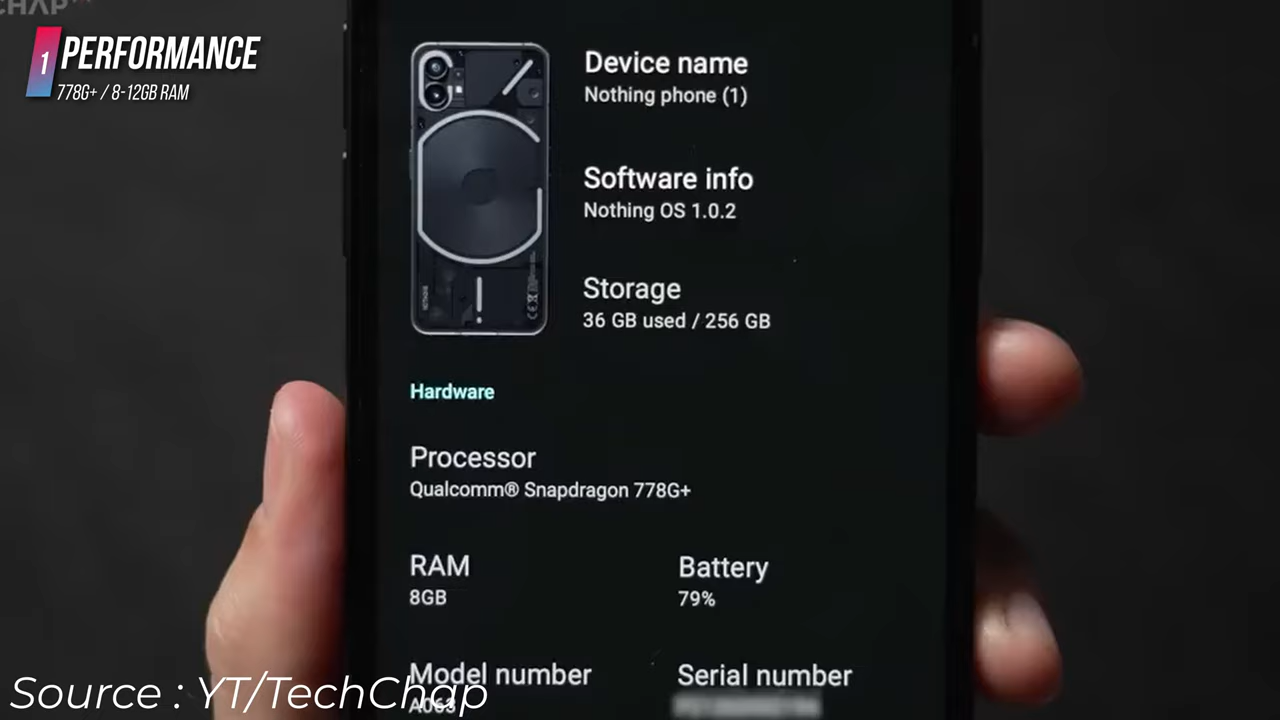 CHAP
1 PERFORMANCE
778G+ / 8-12GB RAM
Device name
Nothing phone (1)
Software info
Nothing OS 1.0.2
Storage
36 GB used / 256 GB
Hardware
Processor
Qualcomm® Snapdragon 778G+
RAM
8GB
Battery
79%
Model number
A063
Serial number
Source : YT/TechChap